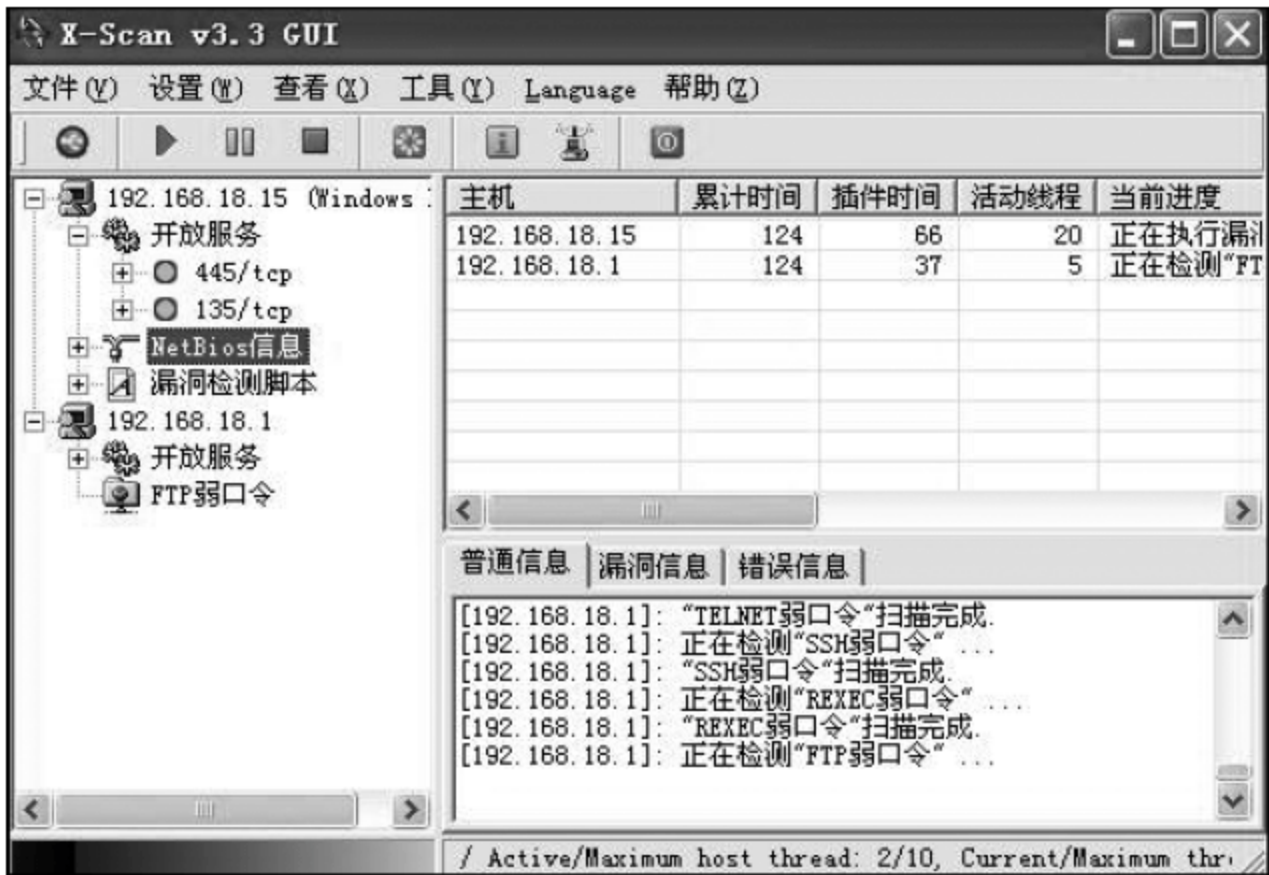 X-Scan v3.3 GUI
文件(V) 设置(W) 查看(X) 工具(Y) Language 帮助(Z)
192.168.18.15 (Windows
开放服务
445/tcp
135/tcp
NetBios信息
漏洞检测脚本
192.168.18.1
开放服务
FTP弱口令
主机 累计时间 插件时间 活动线程 当前进度
192.168.18.15 124 66 20 正在执行漏
192.168.18.1 124 37 5 正在检测"FT
普通信息 漏洞信息 错误信息
[192.168.18.1]: "TELNET弱口令"扫描完成.
[192.168.18.1]: 正在检测"SSH弱口令" ...
[192.168.18.1]: "SSH弱口令"扫描完成.
[192.168.18.1]: 正在检测"REXEC弱口令" ...
[192.168.18.1]: "REXEC弱口令"扫描完成.
[192.168.18.1]: 正在检测"FTP弱口令" ...
/ Active/Maximum host thread: 2/10, Current/Maximum thr